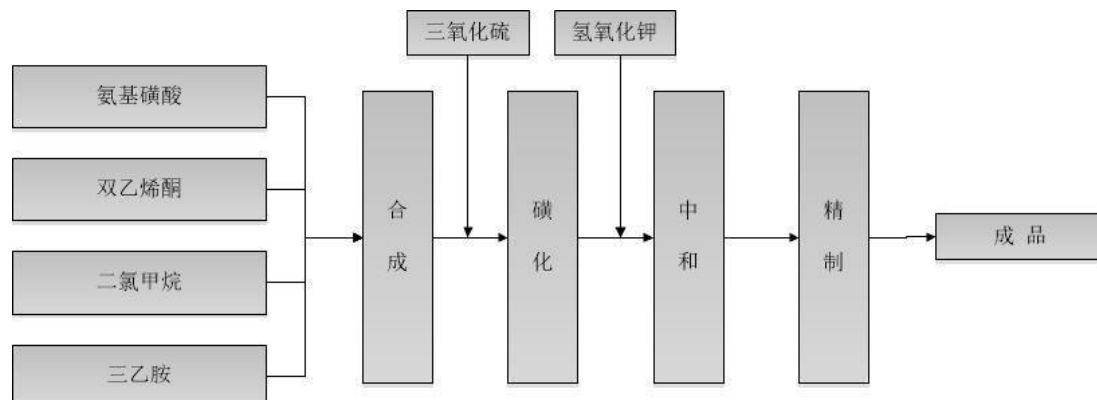 三氧化硫
氢氧化钾
氨基磺酸
双乙烯酮
二氯甲烷
三乙胺
合成
磺化
中和
精制
成 品